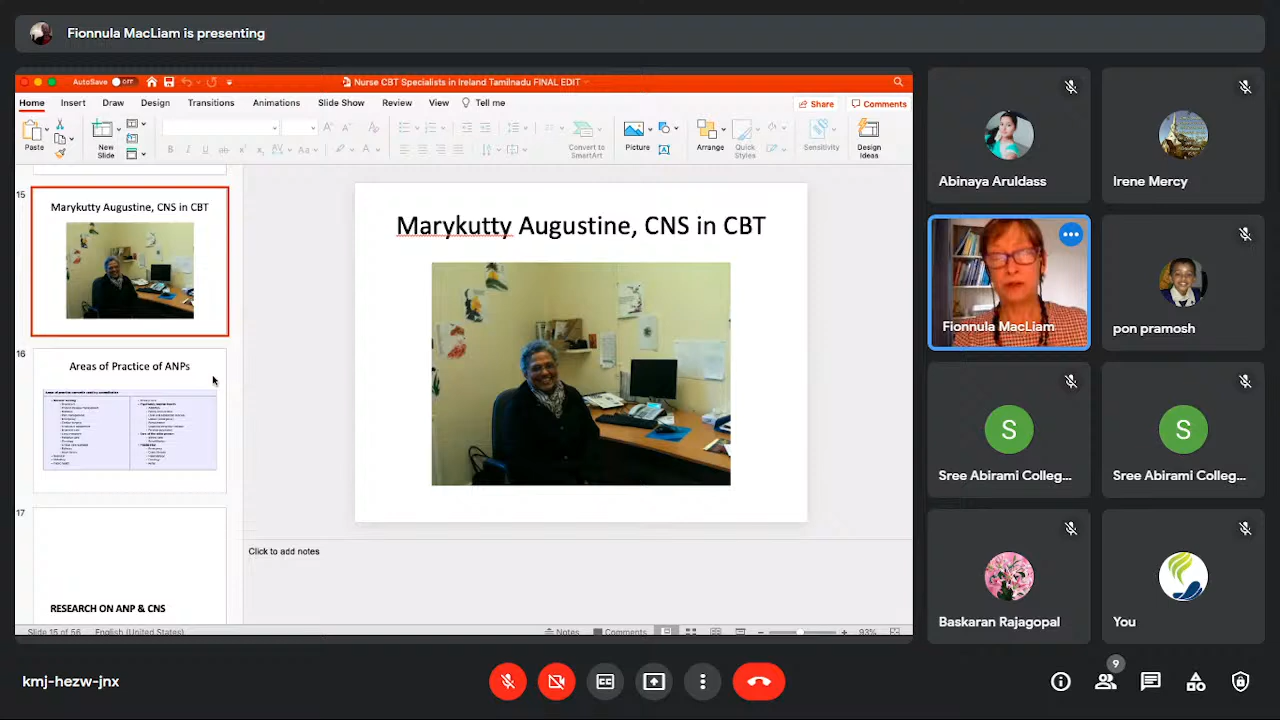 Fionnula MacLiam is presenting
AutoSave OFF
Nurse CBT Specialists in Ireland Tamilnadu FINAL EDIT
Home Insert Draw Design Transitions Animations Slide Show Review View Tell me
Share Comments
Paste
New
Slide
Convert to
SmartArt
Picture
Arrange
Quick
Styles
Sensitivity
Design
Ideas
15
Marykutty Augustine, CNS in CBT
16
Areas of Practice of ANPs
17
RESEARCH ON ANP & CNS
Marykutty Augustine, CNS in CBT
Click to add notes
Slide 15 of 56 English (United States)
Notes Comments 93%
Abinaya Aruldass
Irene Mercy
Fionnula MacLiam
pon pramosh
S
Sree Abirami Colleg...
S
Sree Abirami Colleg...
Baskaran Rajagopal
You
kmj-hezw-jnx
CC
9